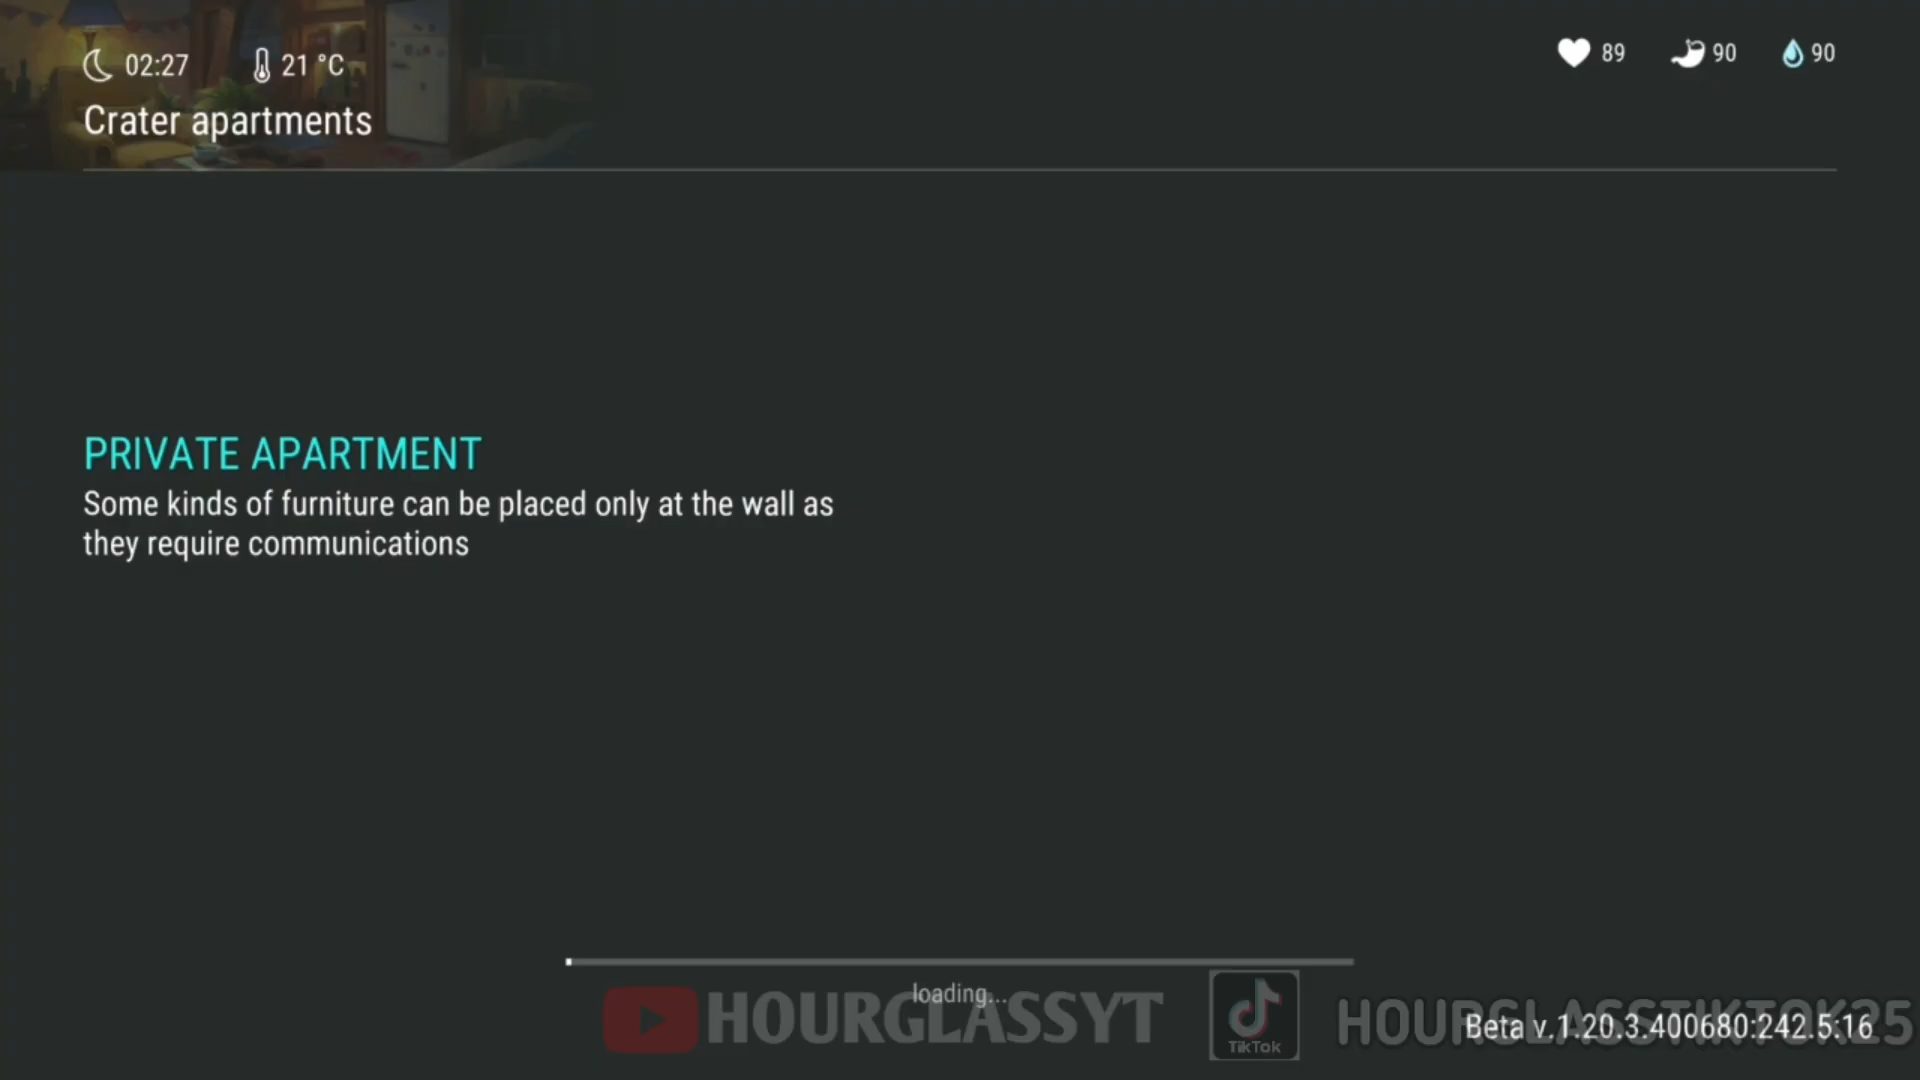 02:27 21 °C
89 90 90
Crater apartments
PRIVATE APARTMENT
Some kinds of furniture can be placed only at the wall as
they require communications
loading...
HOURGLASSYT
TikTok
HOURGLASSTIKTOK25
Beta v.1.20.3.400680:242.5:16